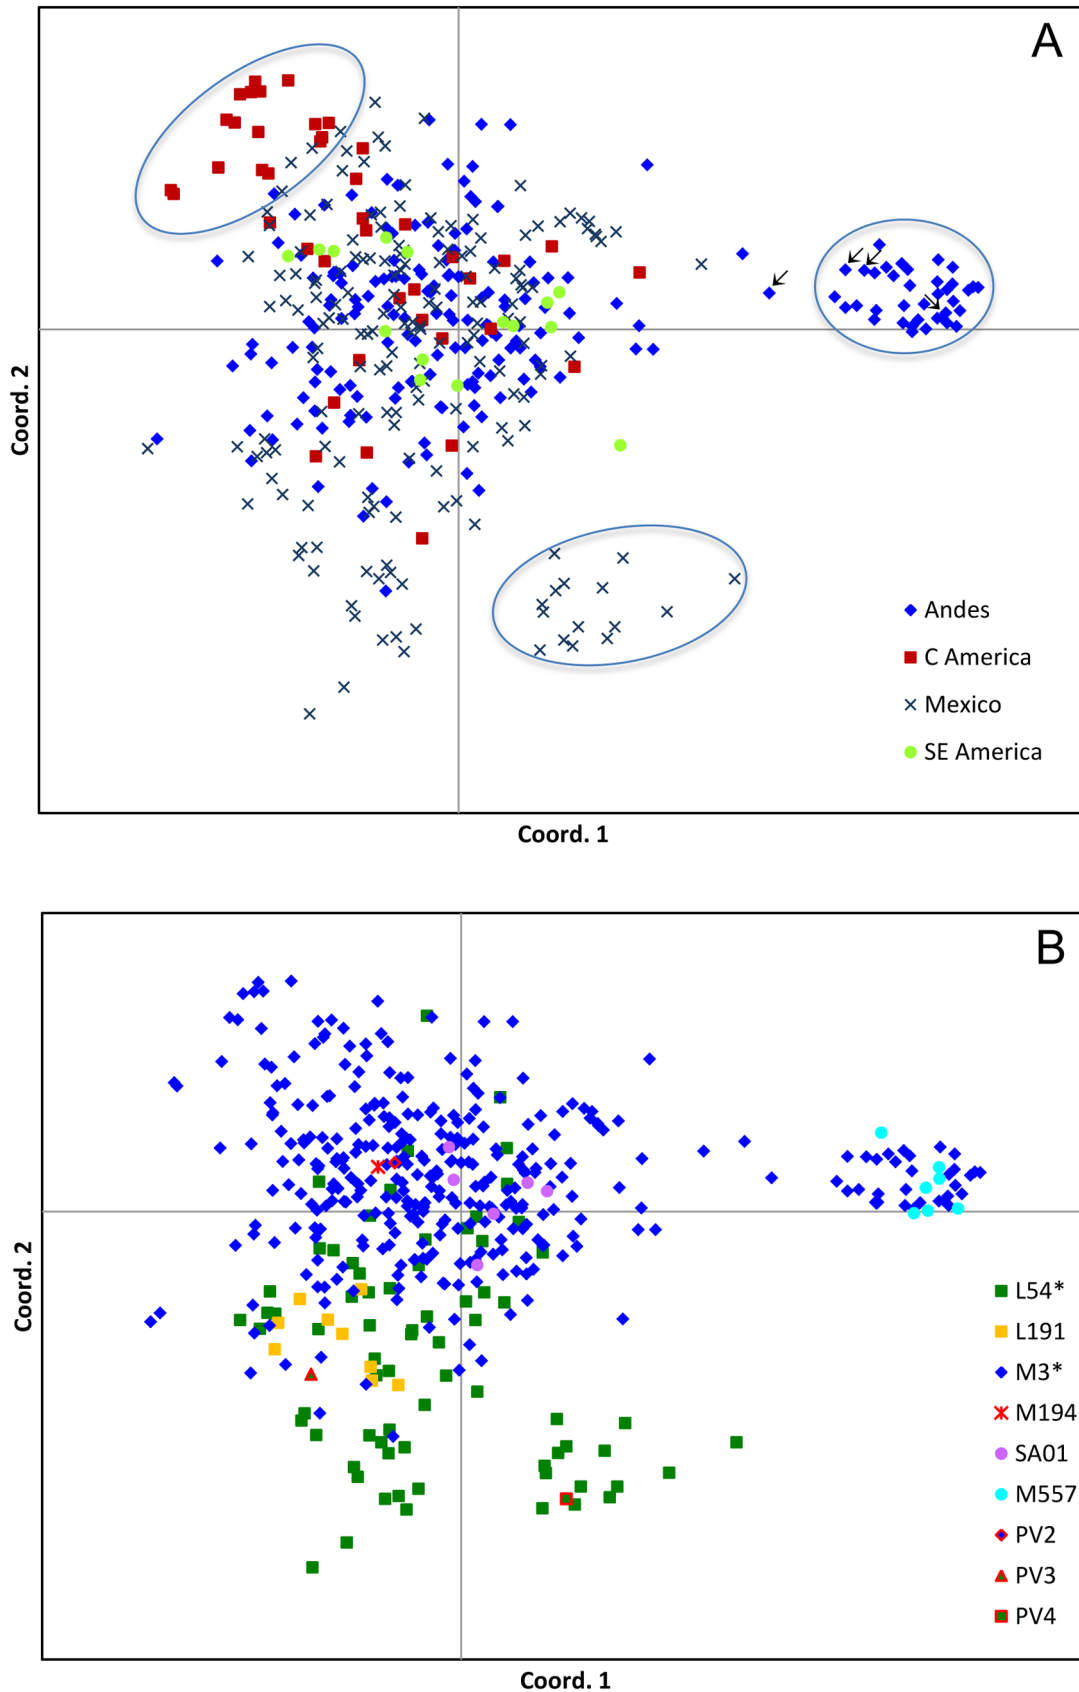 A
Coord. 2
Andes
C America
Mexico
SE America
Coord. 1
B
Coord. 2
L54*
L191
M3*
M194
SA01
M557
PV2
PV3
PV4
Coord. 1